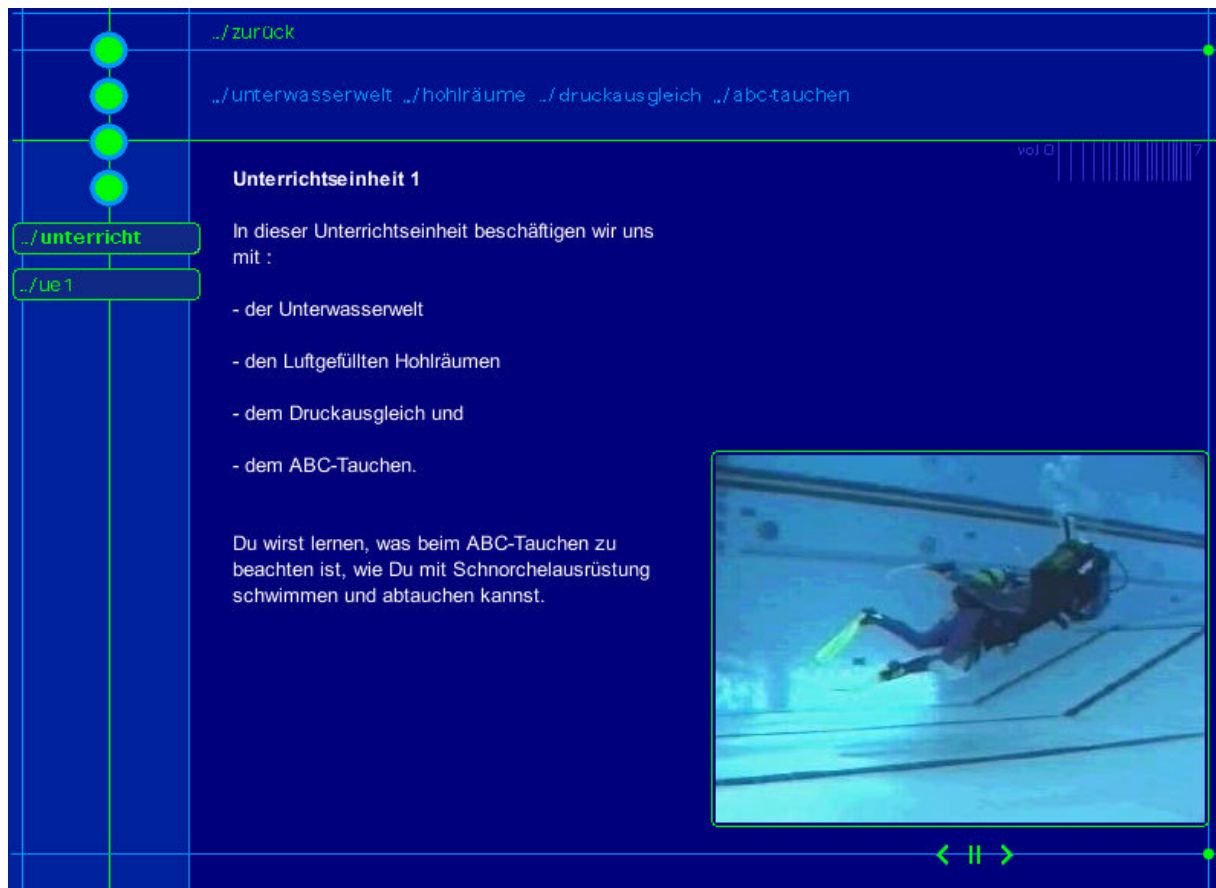 ../zurück
../unterwasserwelt ../hohlräume ../druckausgleich ../abc-tauchen
vol 0 7
Unterrichtseinheit 1
../unterricht
../ue1
In dieser Unterrichtseinheit beschäftigen wir uns
mit :
- der Unterwasserwelt
- den Luftgefüllten Hohlräumen
- dem Druckausgleich und
- dem ABC-Tauchen.
Du wirst lernen, was beim ABC-Tauchen zu
beachten ist, wie Du mit Schnorchelausrüstung
schwimmen und abtauchen kannst.